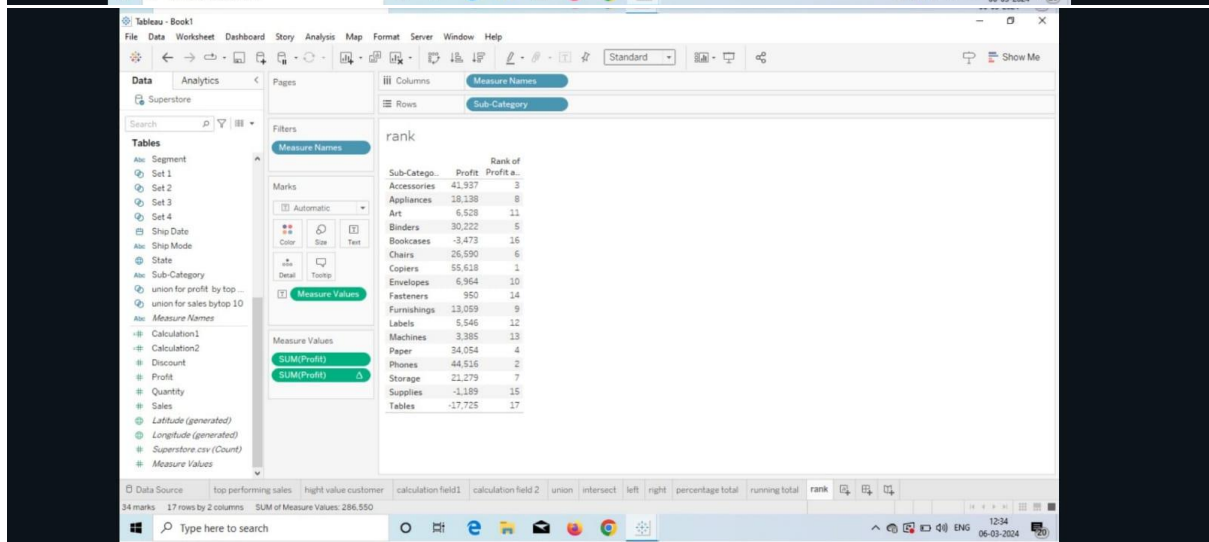 Tableau - Book1
File Data Worksheet Dashboard Story Analysis Map Format Server Window Help
Standard
Show Me
Data Analytics
Pages
Columns Measure Names
Superstore
Rows Sub-Category
Search
Filters
Measure Names
rank
Tables
Abc Segment
Set 1
Set 2
Set 3
Set 4
Ship Date
Abc Ship Mode
State
Abc Sub-Category
union for profit by top ...
union for sales bytop 10
Abc Measure Names
Calculation1
Calculation2
Discount
Profit
Quantity
Sales
Latitude (generated)
Longitude (generated)
Superstore.csv (Count)
Measure Values
Marks
Automatic
Color Size Text
Detail Tooltip
Measure Values
Measure Values
SUM(Profit)
SUM(Profit) Δ
Rank of
Sub-Catego.. Profit Profit a..
Accessories 41,937 3
Appliances 18,138 8
Art 6,528 11
Binders 30,222 5
Bookcases -3,473 16
Chairs 26,590 6
Copiers 55,618 1
Envelopes 6,964 10
Fasteners 950 14
Furnishings 13,059 9
Labels 5,546 12
Machines 3,385 13
Paper 34,054 4
Phones 44,516 2
Storage 21,279 7
Supplies -1,189 15
Tables -17,725 17
Data Source top performing sales hight value customer calculation field1 calculation field 2 union intersect left right percentage total running total rank
34 marks 17 rows by 2 columns SUM of Measure Values: 286,550
Type here to search
ENG
12:34
06-03-2024
20